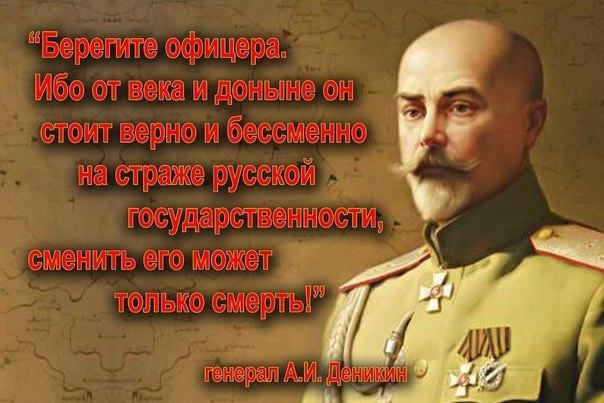 “Берегите офицера.
Ибо от века и доныне он
стоит верно и бессменно
на страже русской
государственности,
сменить его может
только смерть!”
генерал А.И. Деникин